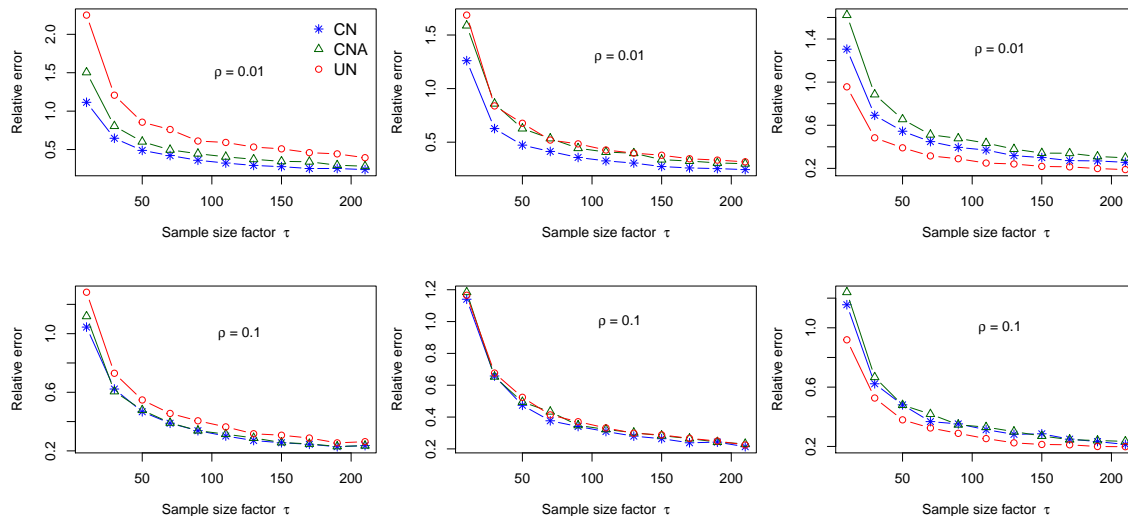 CN
CNA
UN
ρ = 0.01
Relative error
0.5 1.0 1.5 2.0
50 100 150 200
Sample size factor τ
ρ = 0.01
Relative error
0.5 1.0 1.5
50 100 150 200
Sample size factor τ
ρ = 0.01
Relative error
0.2 0.6 1.0 1.4
50 100 150 200
Sample size factor τ
ρ = 0.1
Relative error
0.2 0.6 1.0
50 100 150 200
Sample size factor τ
ρ = 0.1
Relative error
0.2 0.4 0.6 0.8 1.0 1.2
50 100 150 200
Sample size factor τ
ρ = 0.1
Relative error
0.2 0.6 1.0
50 100 150 200
Sample size factor τ